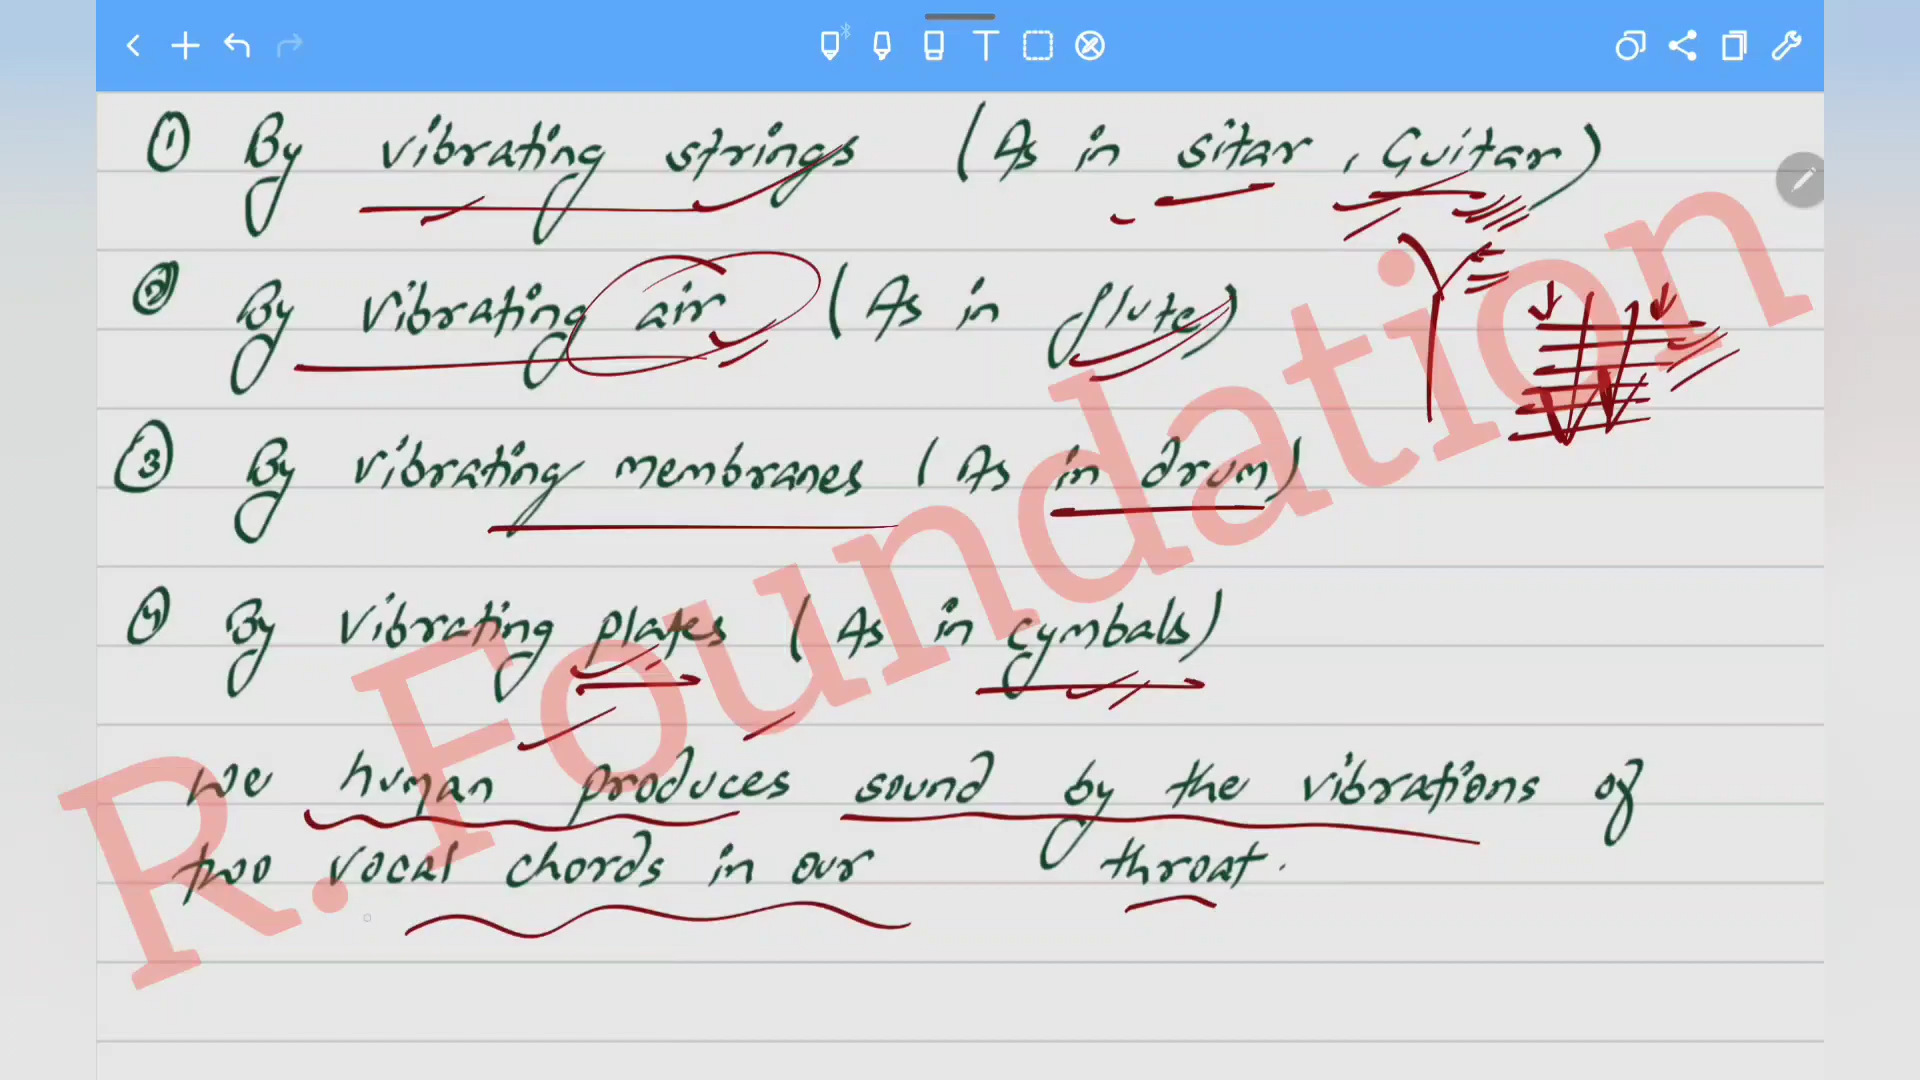 ① By vibrating strings (As in sitar, Guitar)
② By vibrating air (As in flute)
③ By vibrating membranes (As in drum)
④ By vibrating plates (As in cymbals)
We human produces sound by the vibrations of
two vocal chords in our throat.
R. Foundation